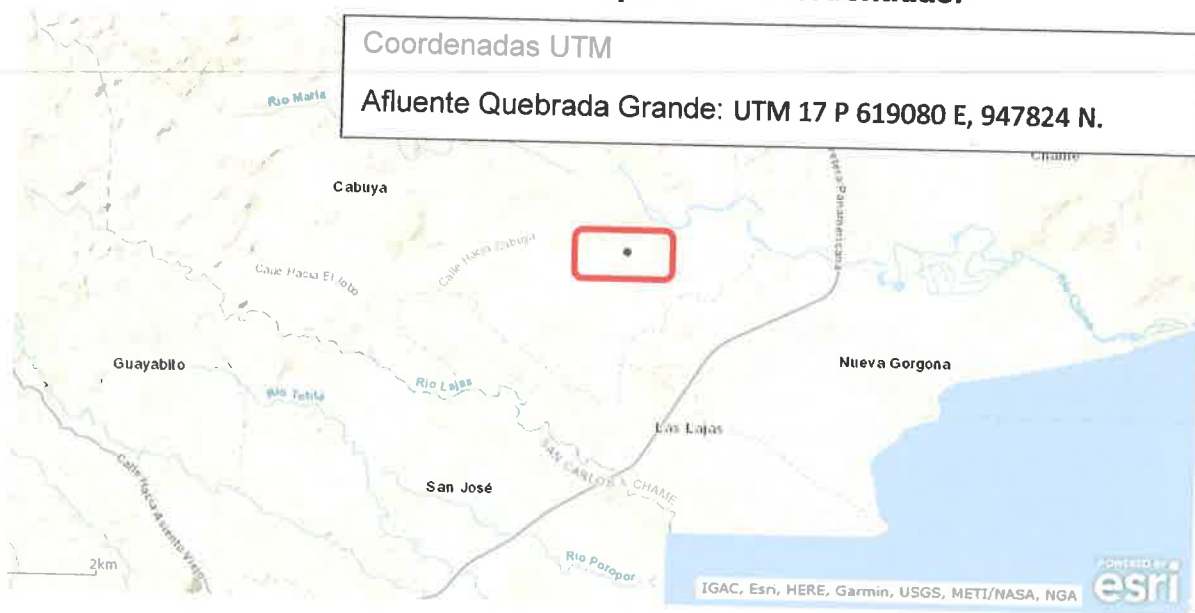 Coordenadas UTM
Afluente Quebrada Grande: UTM 17 P 619080 E, 947824 N.
Rio Maria
Chame
Cabuya
Carretera Panamericana
Calle Hacia Cabuya
Calle Hacia El lobo
Guayabito
Nueva Gorgona
Rio Lajas
Rio Tetita
Las Lajas
SAN CARLOS
CHAME
San José
Calle Hacia Asiento Viejo
Rio Poropor
2km
IGAC, Esri, HERE, Garmin, USGS, METI/NASA, NGA
POWERED BY
esri